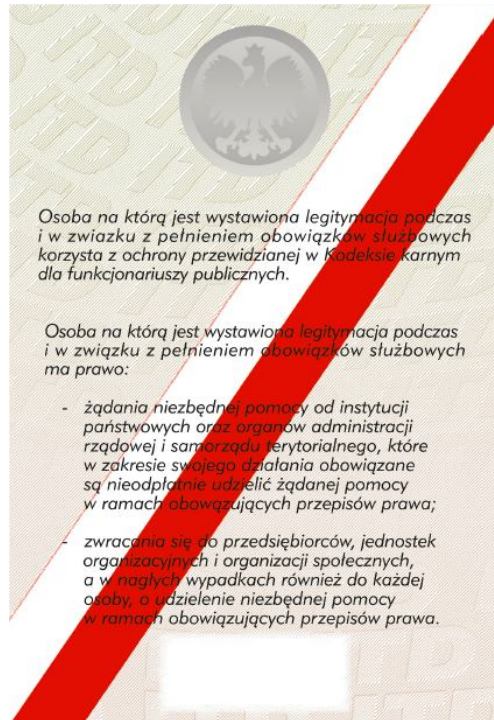 Osoba na którą jest wystawiona legitymacja podczas
i w zwiazku z pełnieniem obowiązków służbowych
korzysta z ochrony przewidzianej w Kodeksie karnym
dla funkcjonariuszy publicznych.
Osoba na którą jest wystawiona legitymacja podczas
i w związku z pełnieniem obowiązków służbowych
ma prawo:
- żądania niezbędnej pomocy od instytucji
państwowych oraz organów administracji
rządowej i samorządu terytorialnego, które
w zakresie swojego działania obowiązane
są nieodpłatnie udzielić żądanej pomocy
w ramach obowązujących przepisów prawa;
- zwracania się do przedsiębiorców, jednostek
organizacyjnych i organizacji społecznych,
a w nagłych wypadkach również do każdej
osoby, o udzielenie niezbędnej pomocy
w ramach obowiązujących przepisów prawa.
ITD